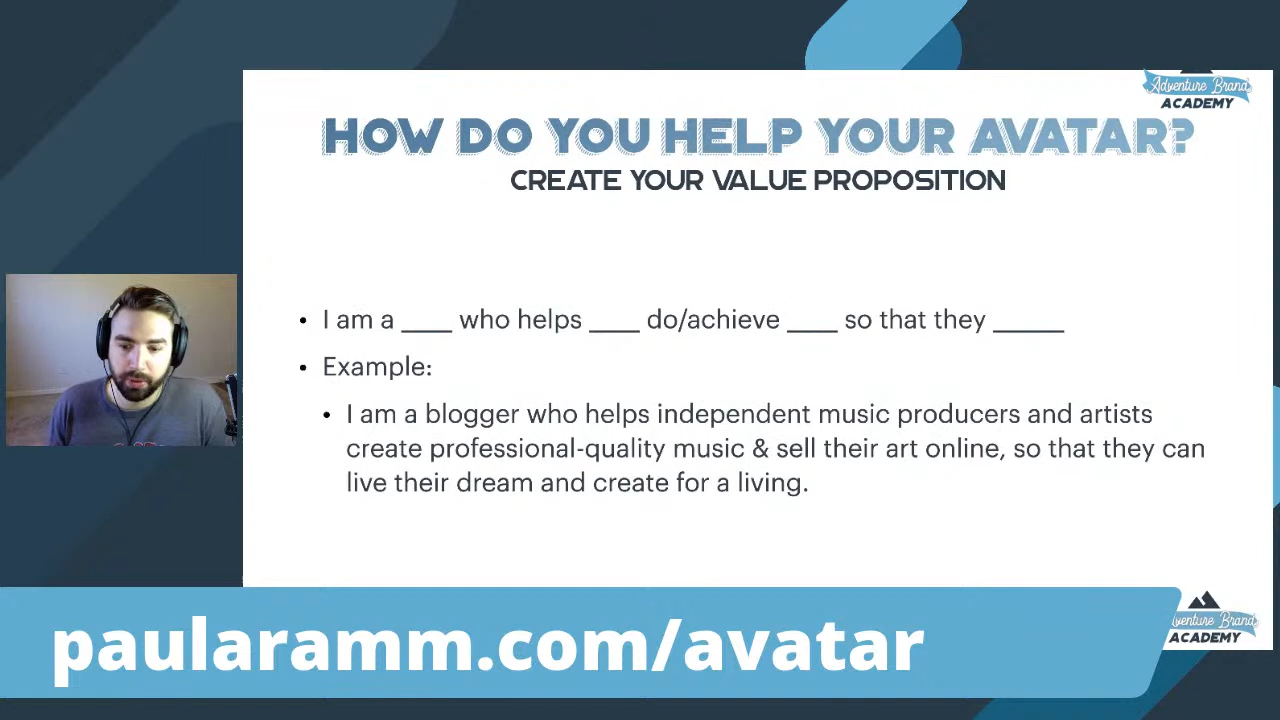 Adventure Brand
ACADEMY
HOW DO YOU HELP YOUR AVATAR?
CREATE YOUR VALUE PROPOSITION
• I am a ____ who helps ____ do/achieve ____ so that they _____
• Example:
• I am a blogger who helps independent music producers and artists
create professional-quality music & sell their art online, so that they can
live their dream and create for a living.
paularamm.com/avatar
venture Brand
ACADEMY